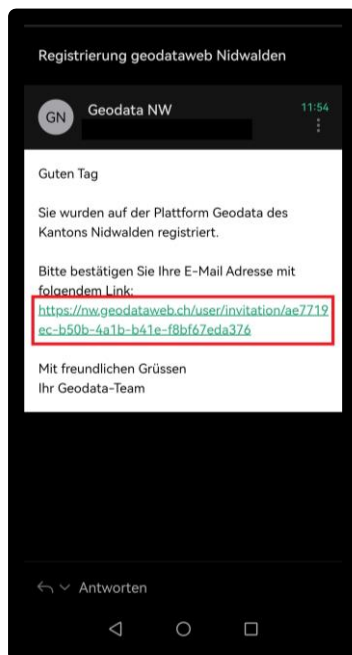 Registrierung geodataweb Nidwalden
GN
Geodata NW
11:54
Guten Tag
Sie wurden auf der Plattform Geodata des
Kantons Nidwalden registriert.
Bitte bestätigen Sie Ihre E-Mail Adresse mit
folgendem Link:
https://nw.geodataweb.ch/user/invitation/ae7719
ec-b50b-4a1b-b41e-f8bf67eda376
Mit freundlichen Grüssen
Ihr Geodata-Team
Antworten